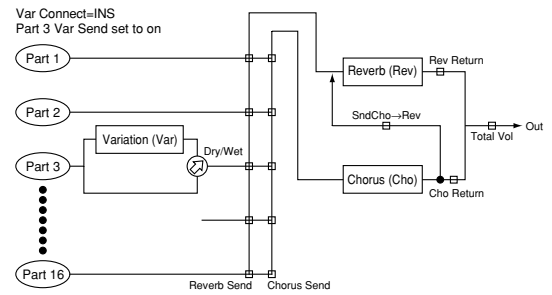 Var Connect=INS
Part 3 Var Send set to on
Part 1
Reverb (Rev)
Rev Return
Part 2
SndCho→Rev
Out
Total Vol
Variation (Var)
Dry/Wet
Part 3
Chorus (Cho)
Cho Return
Part 16
Reverb Send
Chorus Send